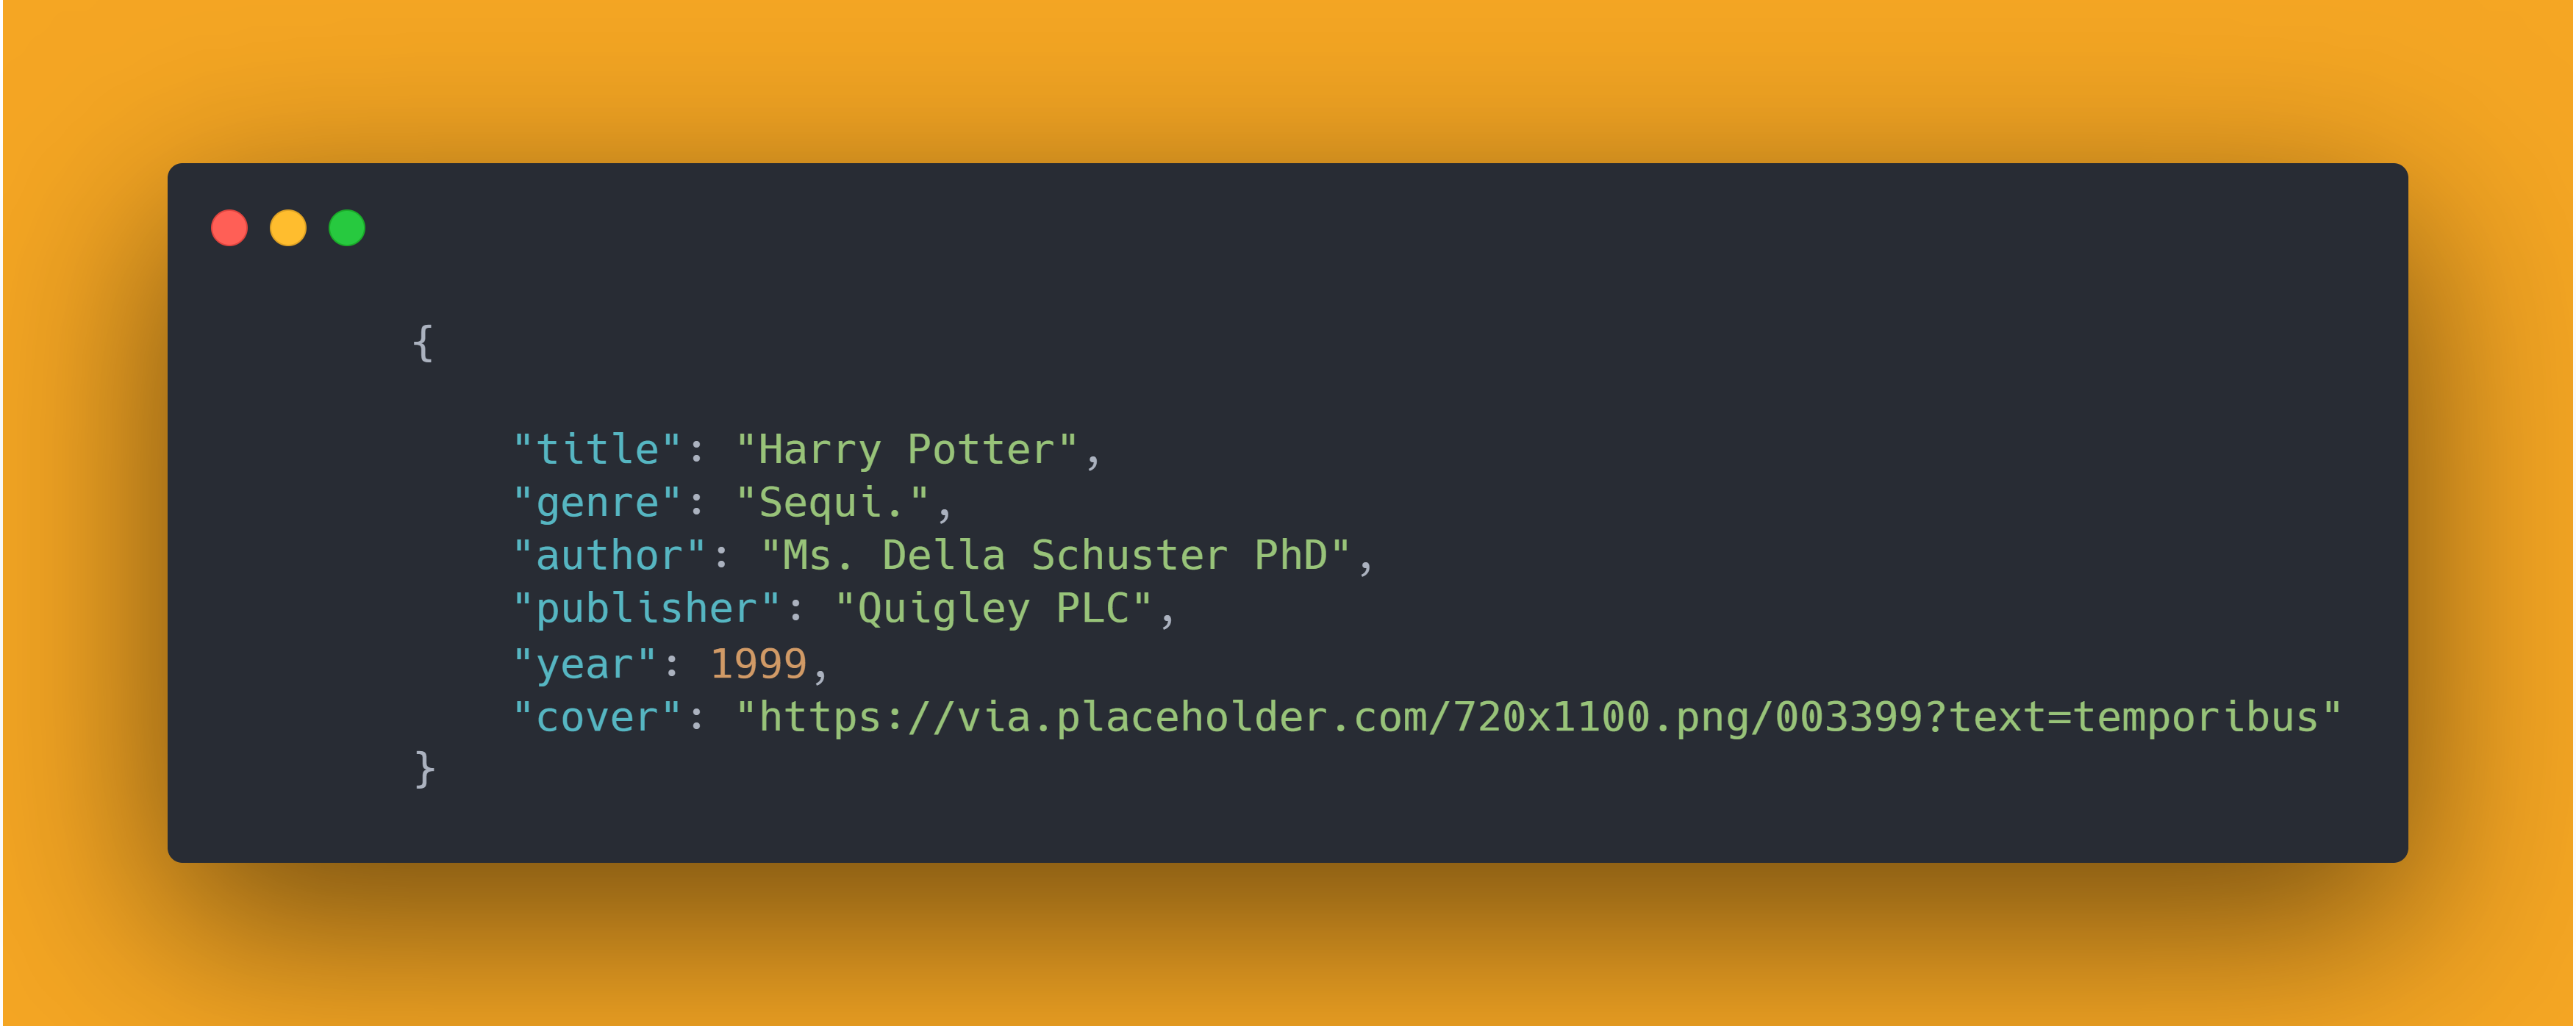 {
"title": "Harry Potter",
"genre": "Sequi.",
"author": "Ms. Della Schuster PhD",
"publisher": "Quigley PLC",
"year": 1999,
"cover": "https://via.placeholder.com/720x1100.png/003399?text=temporibus"
}